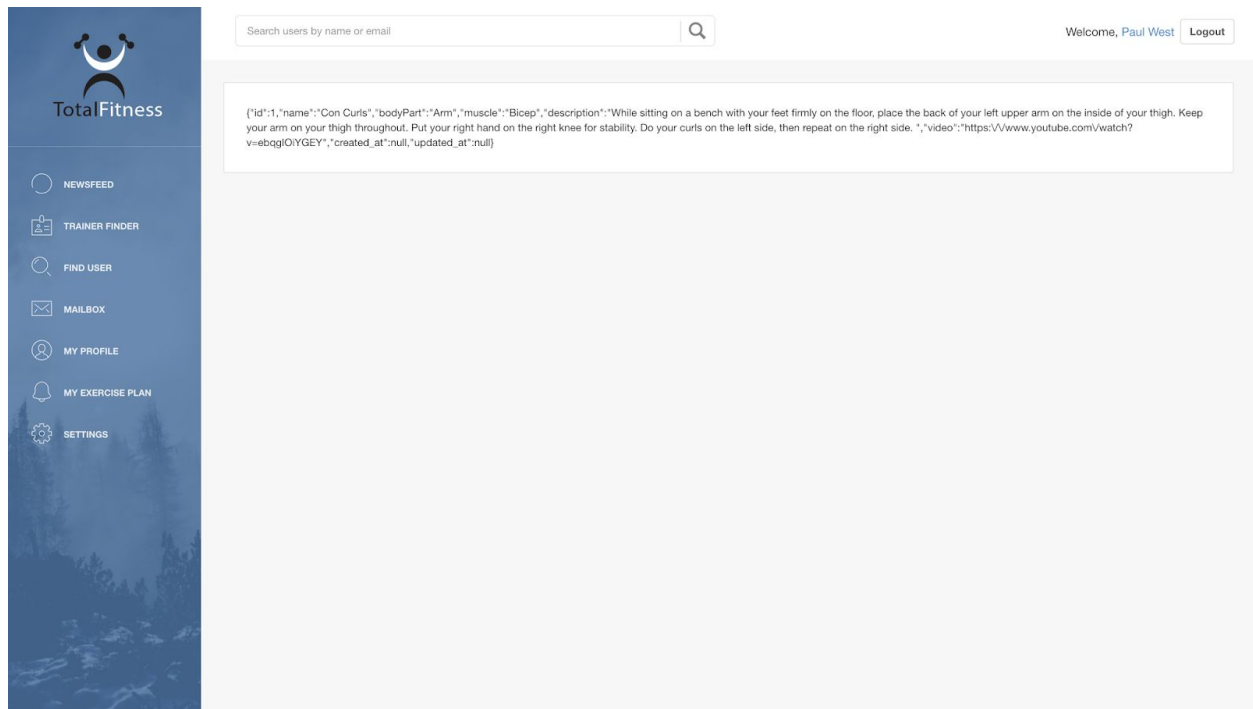 TotalFitness
Search users by name or email
Welcome, Paul West
Logout
NEWSFEED
TRAINER FINDER
FIND USER
MAILBOX
MY PROFILE
MY EXERCISE PLAN
SETTINGS
{"id":1,"name":"Con Curls","bodyPart":"Arm","muscle":"Bicep","description":"While sitting on a bench with your feet firmly on the floor, place the back of your left upper arm on the inside of your thigh. Keep
your arm on your thigh throughout. Put your right hand on the right knee for stability. Do your curls on the left side, then repeat on the right side. ","video":"https:\/\/www.youtube.com\/watch?
v=ebqgIOiYGEY","created_at":null,"updated_at":null}